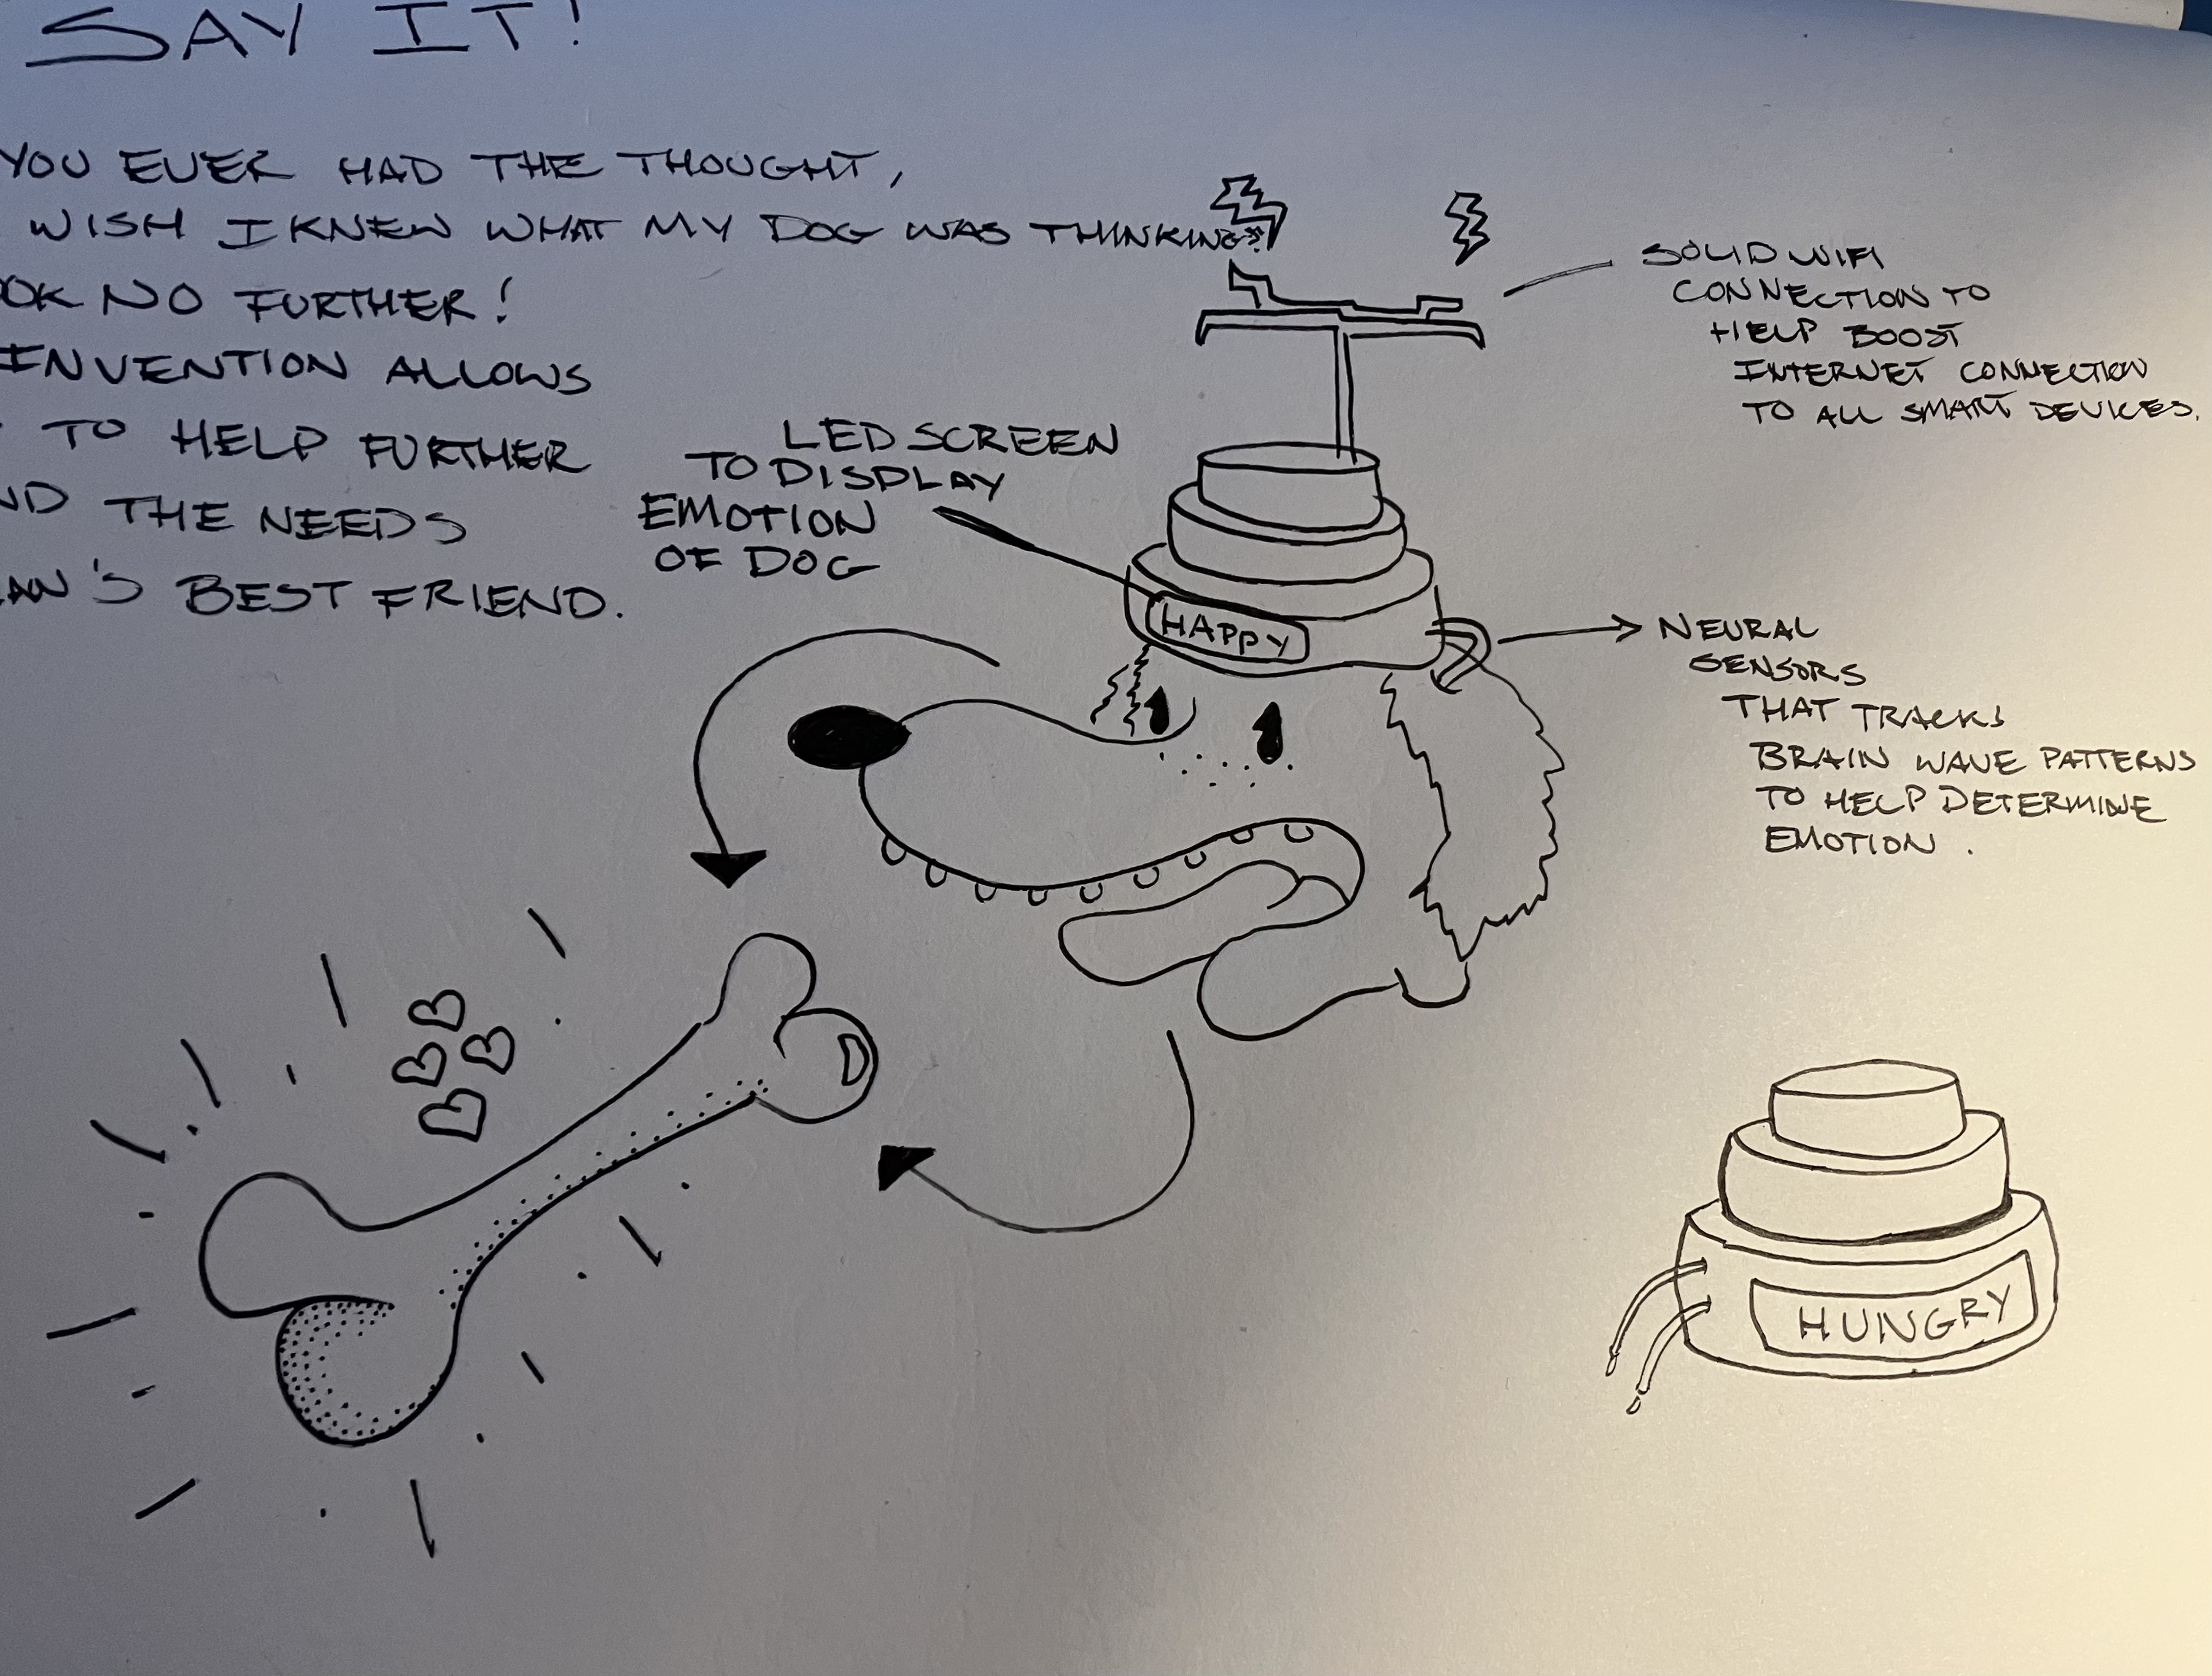 SAY IT!
YOU EVER HAD THE THOUGHT,
WISH I KNEW WHAT MY DOG WAS THINKING?
OK NO FURTHER!
INVENTION ALLOWS
TO HELP FURTHER
ND THE NEEDS
AN'S BEST FRIEND.
LED SCREEN
TO DISPLAY
EMOTION
OF DOG
SOLID WIFI
CONNECTION TO
HELP BOOST
INTERNET CONNECTION
TO ALL SMART DEVICES.
HAPPY
NEURAL
SENSORS
THAT TRACKS
BRAIN WAVE PATTERNS
TO HELP DETERMINE
EMOTION.
HUNGRY